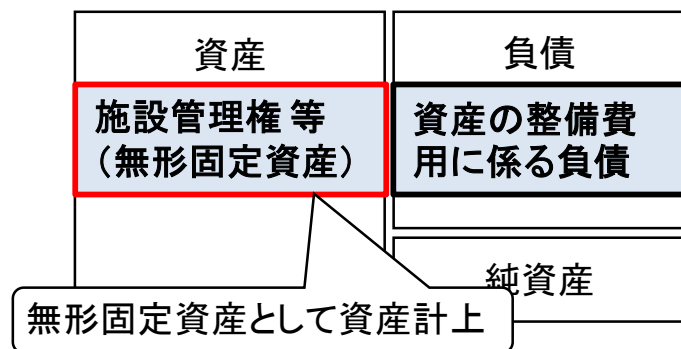 資産
負債
施設管理権 等
（無形固定資産）
資産の整備費
用に係る負債
純資産
無形固定資産として資産計上